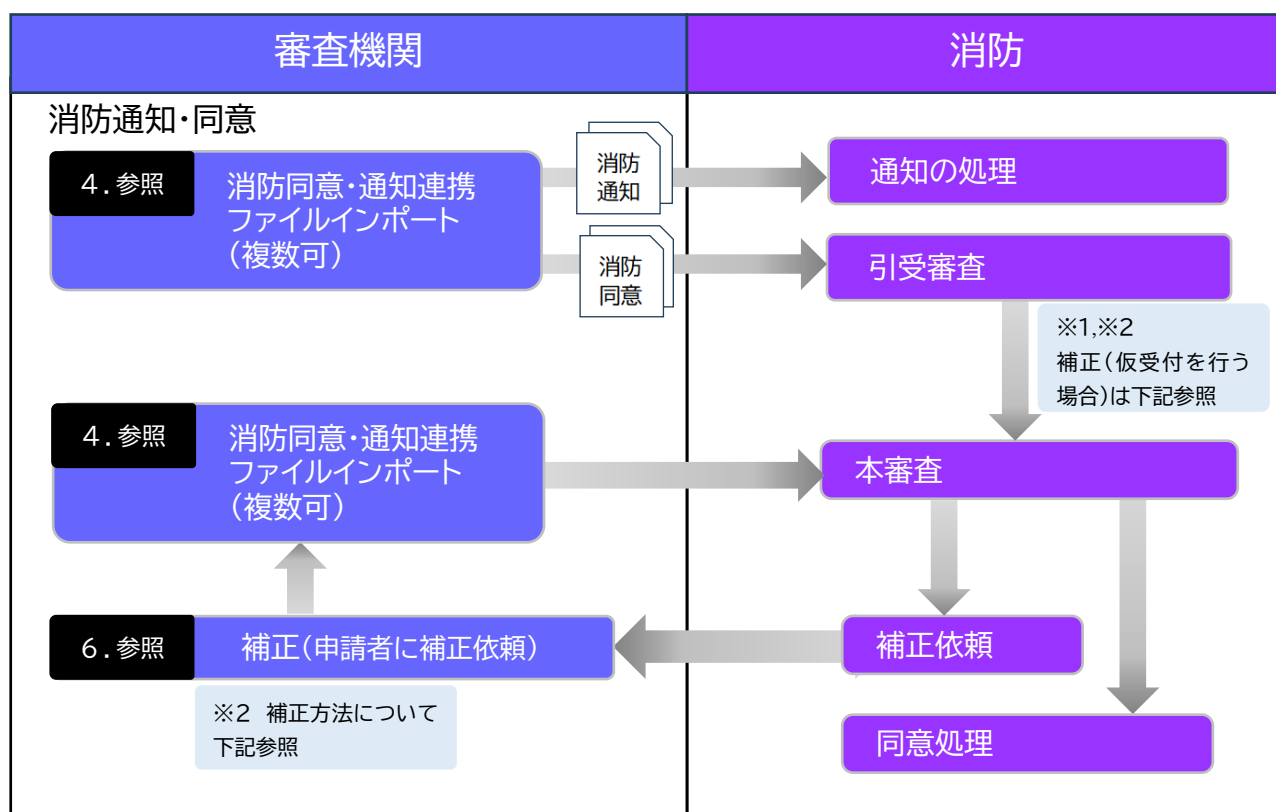 審査機関
消防
消防通知・同意
4.参照
消防同意・通知連携
ファイルインポート
(複数可)
消防
通知
通知の処理
消防
同意
引受審査
※1,※2
補正(仮受付を行う
場合)は下記参照
4.参照
消防同意・通知連携
ファイルインポート
(複数可)
本審査
6.参照
補正(申請者に補正依頼)
補正依頼
※2 補正方法について
下記参照
同意処理